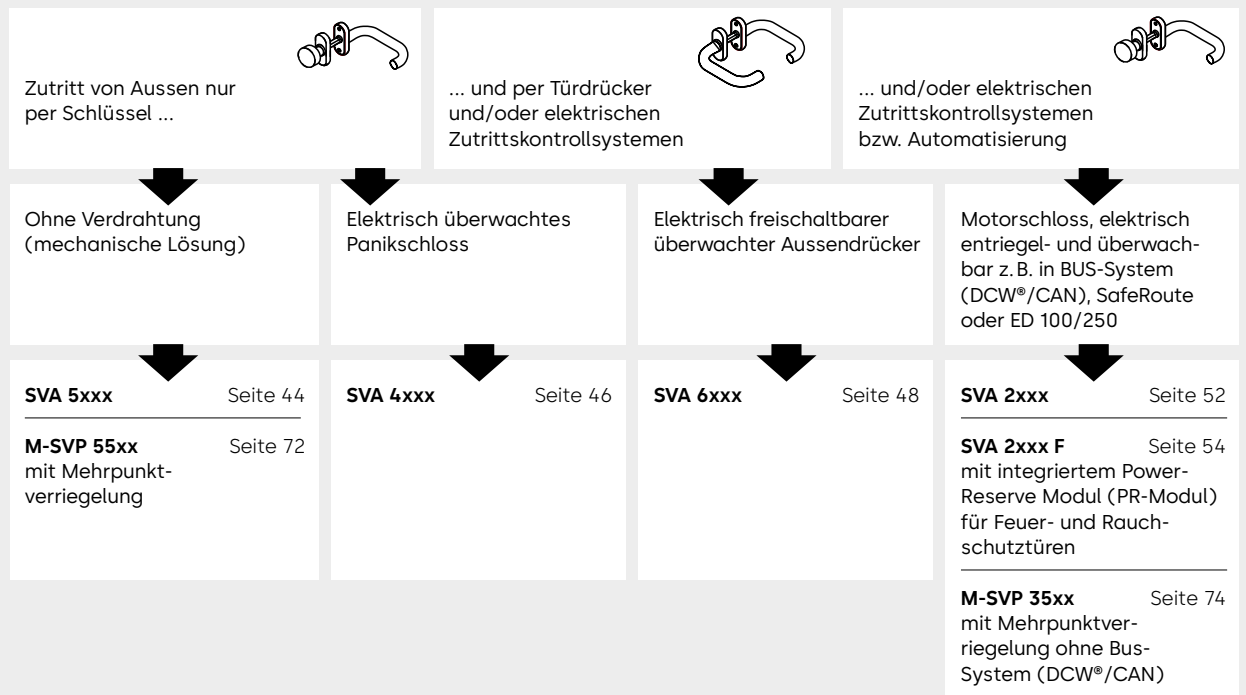 Zutritt von Aussen nur
per Schlüssel ...
... und per Türdrücker
und/oder elektrischen
Zutrittskontrollsystemen
... und/oder elektrischen
Zutrittskontrollsystemen
bzw. Automatisierung
Ohne Verdrahtung
(mechanische Lösung)
Elektrisch überwachtes
Panikschloss
Elektrisch freischaltbarer
überwachter Aussendrücker
Motorschloss, elektrisch
entriegel- und überwach-
bar z. B. in BUS-System
(DCW®/CAN), SafeRoute
oder ED 100/250
SVA 5xxx Seite 44
M-SVP 55xx Seite 72
mit Mehrpunkt-
verriegelung
SVA 4xxx Seite 46
SVA 6xxx Seite 48
SVA 2xxx Seite 52
SVA 2xxx F Seite 54
mit integriertem Power-
Reserve Modul (PR-Modul)
für Feuer- und Rauch-
schutztüren
M-SVP 35xx Seite 74
mit Mehrpunktver-
riegelung ohne Bus-
System (DCW®/CAN)